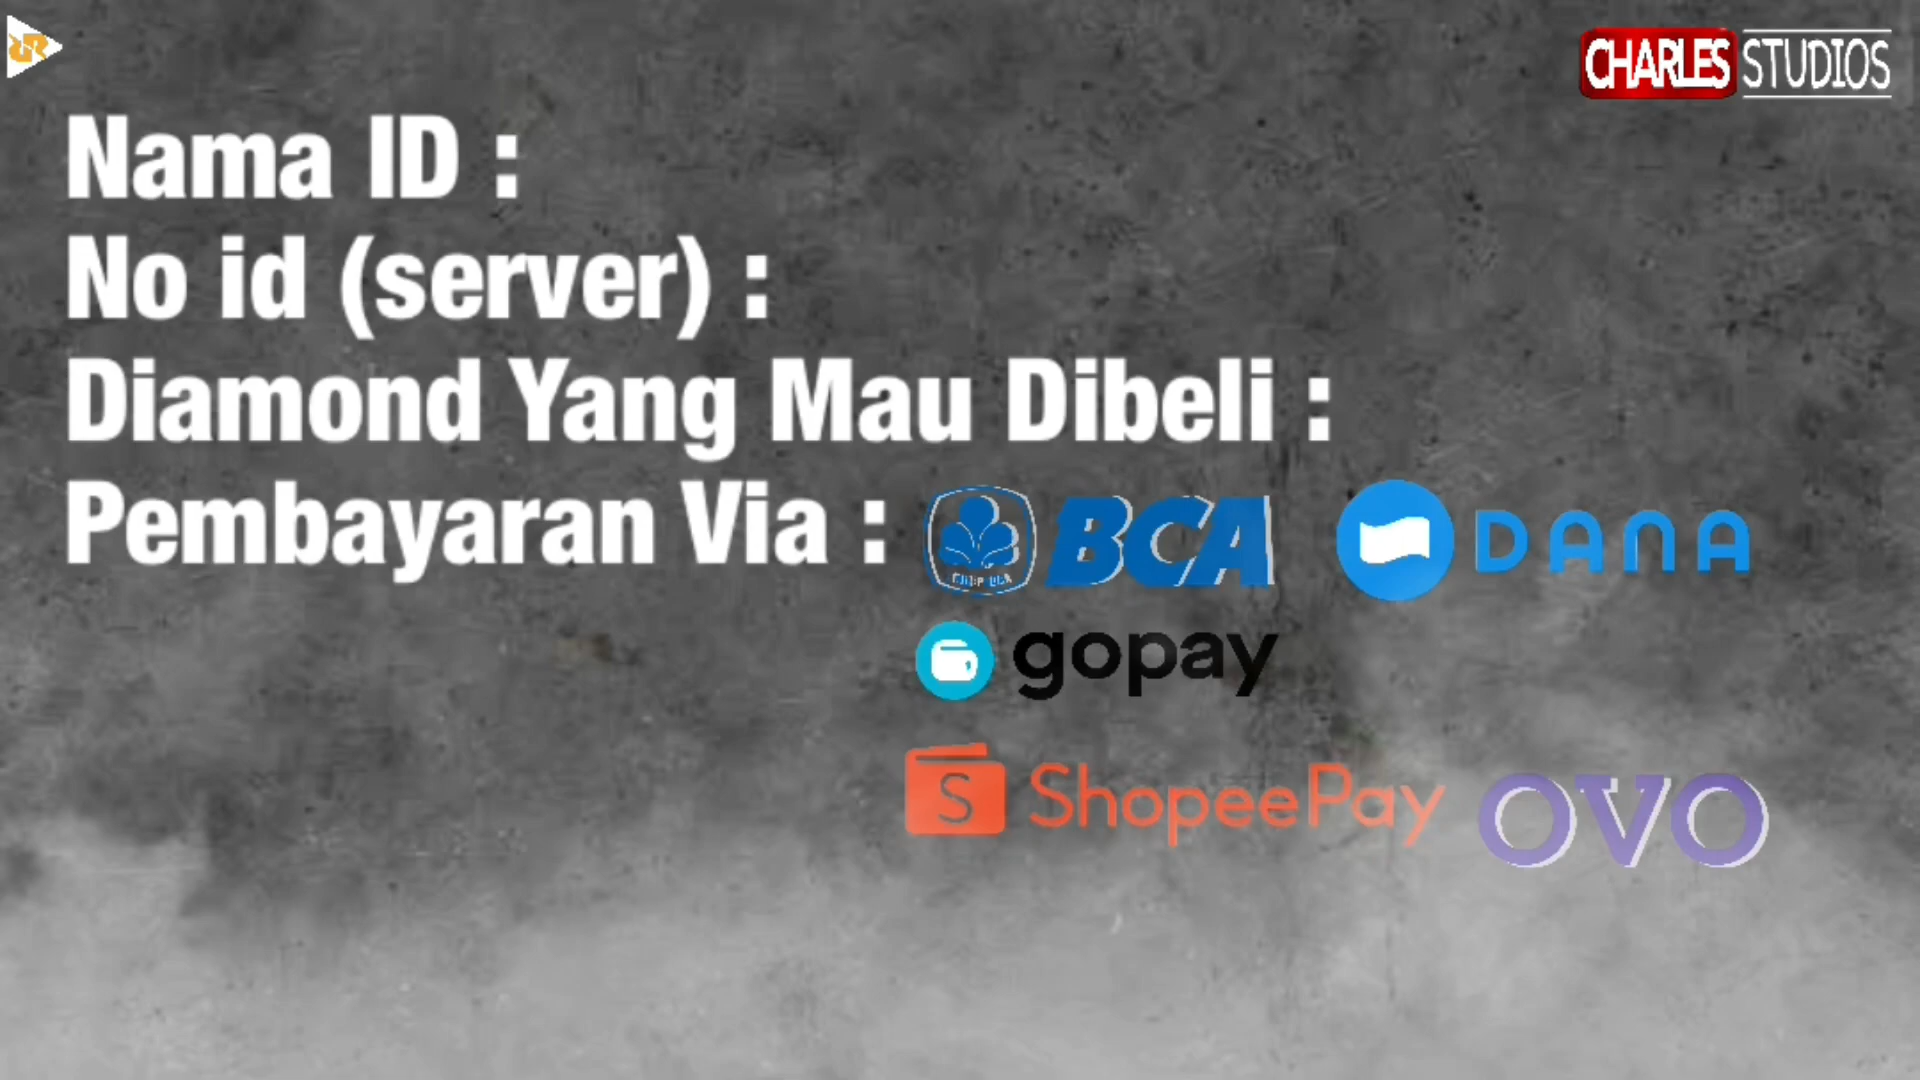 CHARLES STUDIOS
Nama ID :
No id (server) :
Diamond Yang Mau Dibeli :
Pembayaran Via : BCA DANA
gopay
S ShopeePay OVO